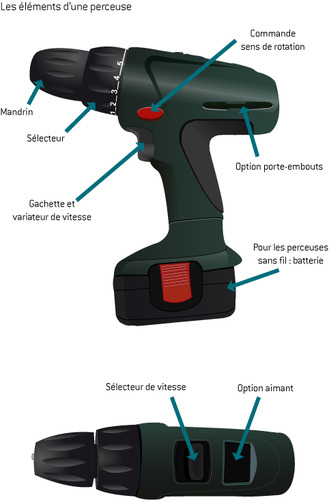 Les éléments d'une perceuse
Commande
sens de rotation
Mandrin
Sélecteur
1 2 3 4 5
Option porte-embouts
Gachette et
variateur de vitesse
Pour les perceuses
sans fil : batterie
Sélecteur de vitesse
Option aimant